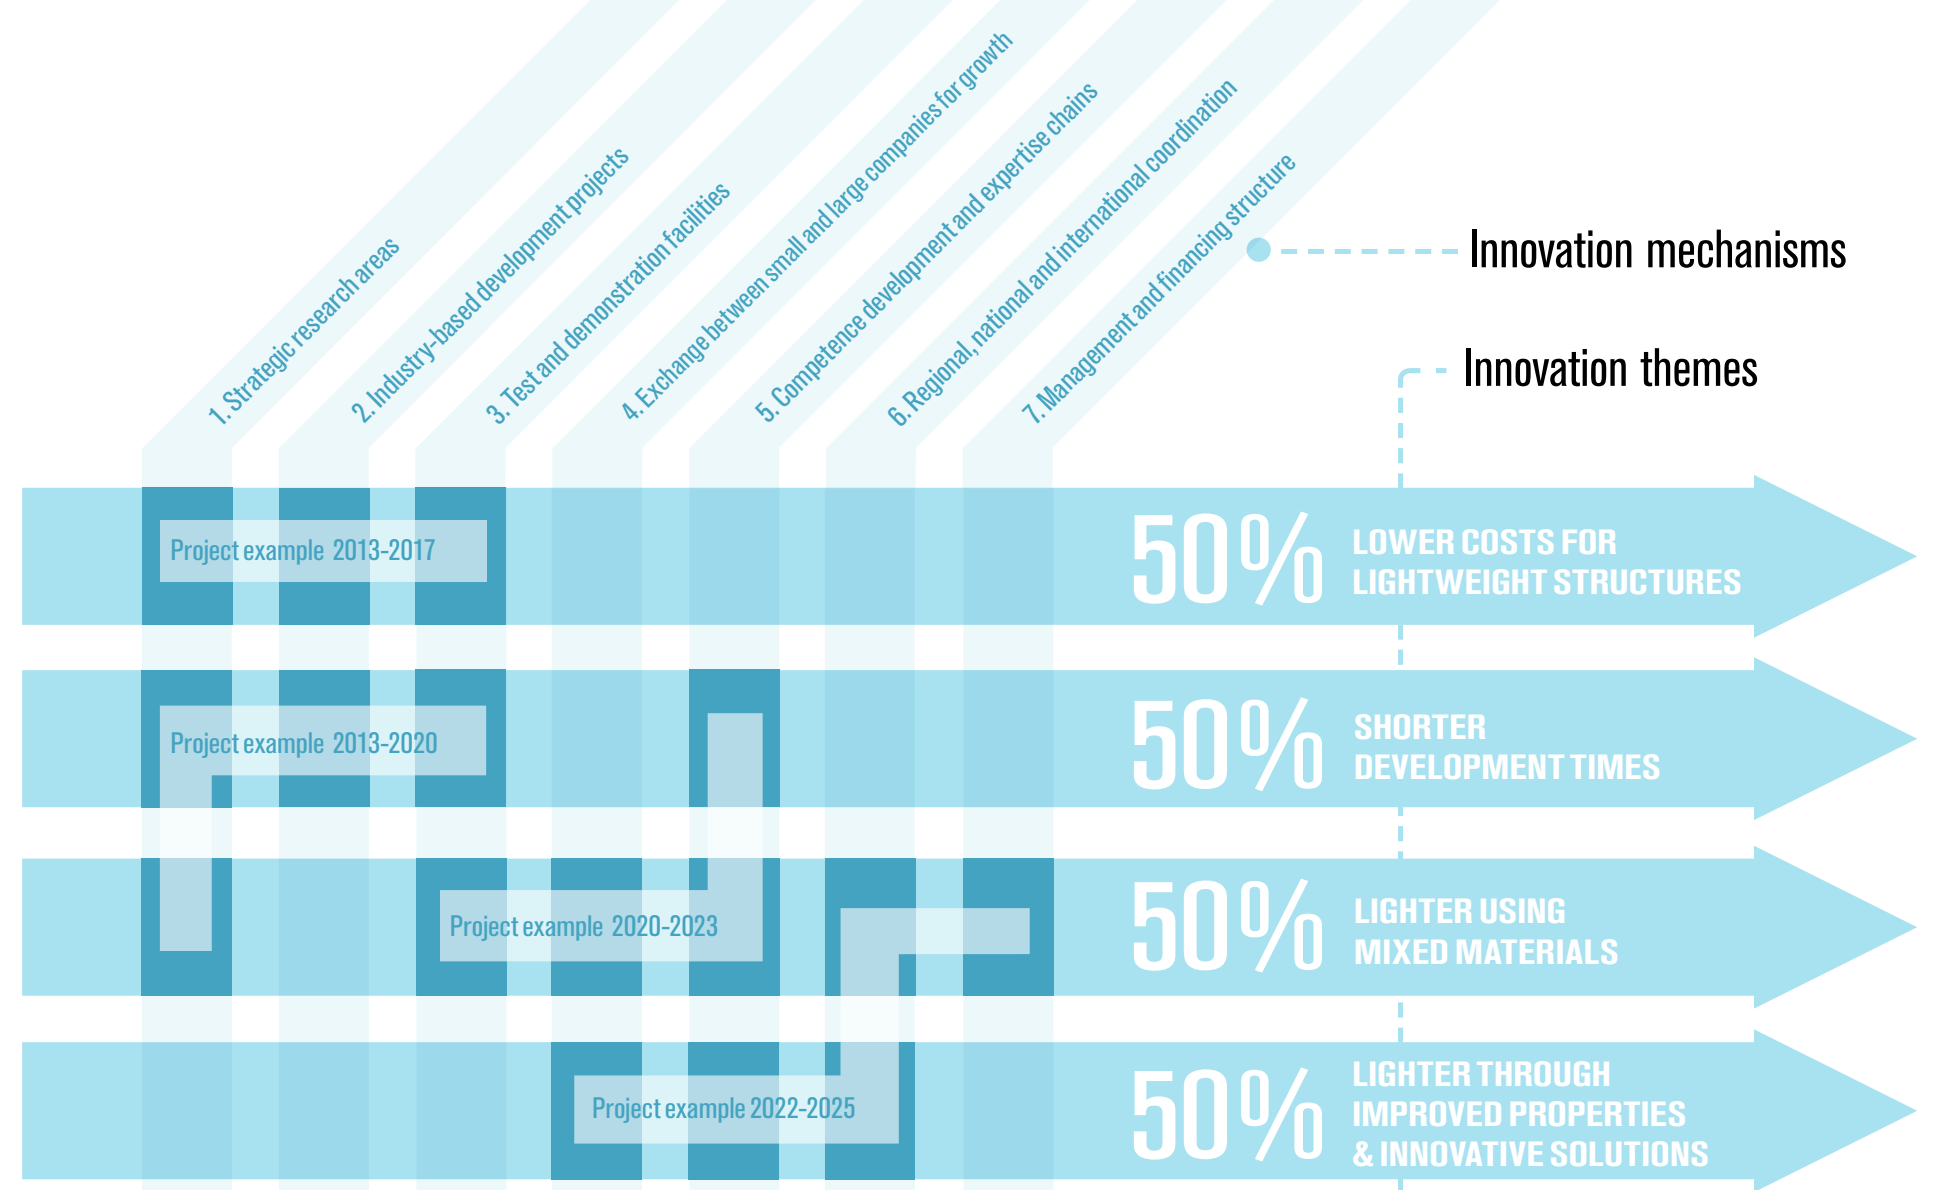 1. Strategic research areas
2. Industry-based development projects
3. Test and demonstration facilities
4. Exchange between small and large companies for growth
5. Competence development and expertise chains
6. Regional, national and international coordination
7. Management and financing structure
Innovation mechanisms
Innovation themes
Project example 2013-2017
50%
LOWER COSTS FOR
LIGHTWEIGHT STRUCTURES
Project example 2013-2020
50%
SHORTER
DEVELOPMENT TIMES
Project example 2020-2023
50%
LIGHTER USING
MIXED MATERIALS
Project example 2022-2025
50%
LIGHTER THROUGH
IMPROVED PROPERTIES
& INNOVATIVE SOLUTIONS